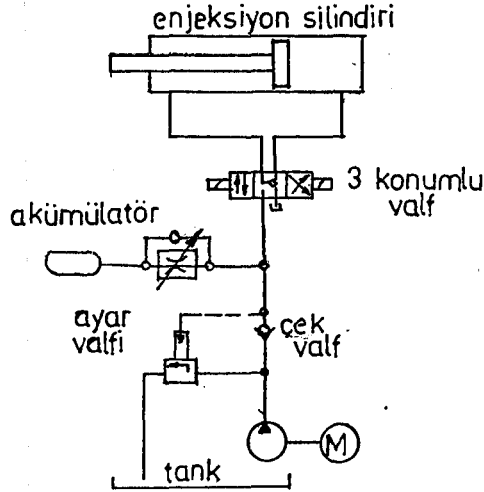 enjeksiyon silindiri
3 konumlu
valf
akümülatör
ayar
valfi
çek
valf
M
tank